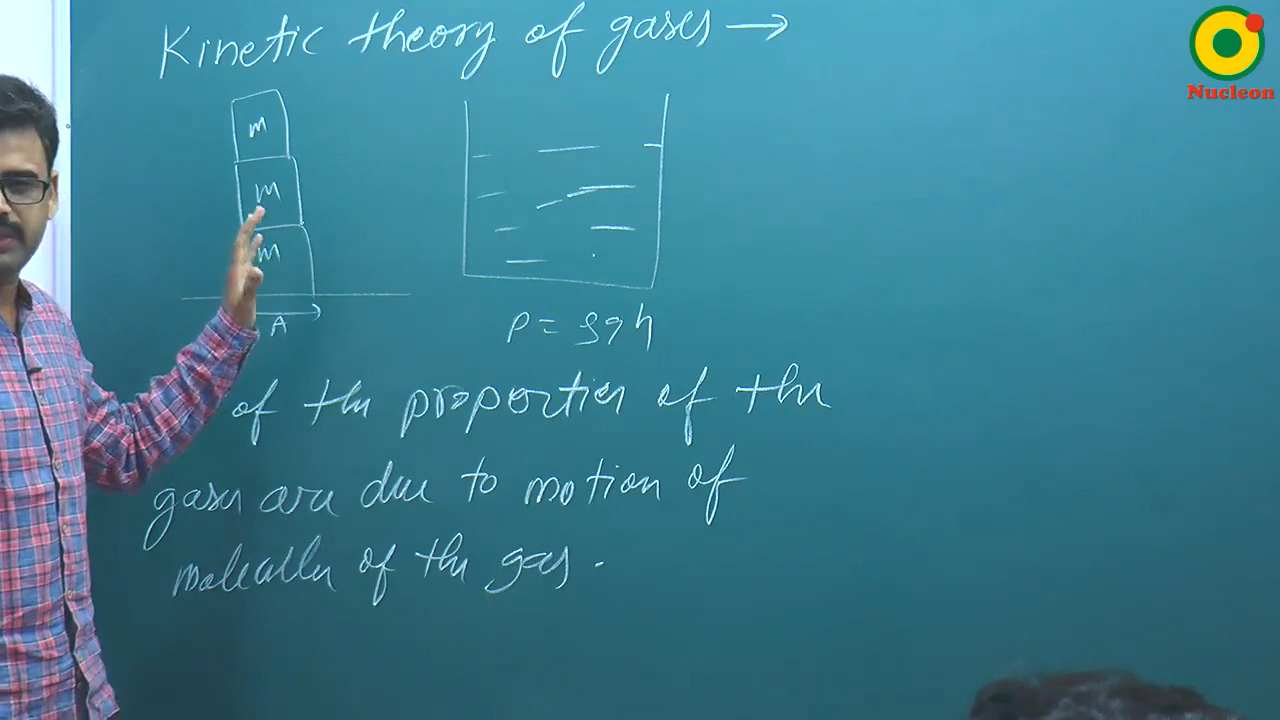 Kinetic theory of gases →
Nucleon
m
m
m
A
P = ρgh
of the properties of the
gases are due to motion of
molecules of the gas.